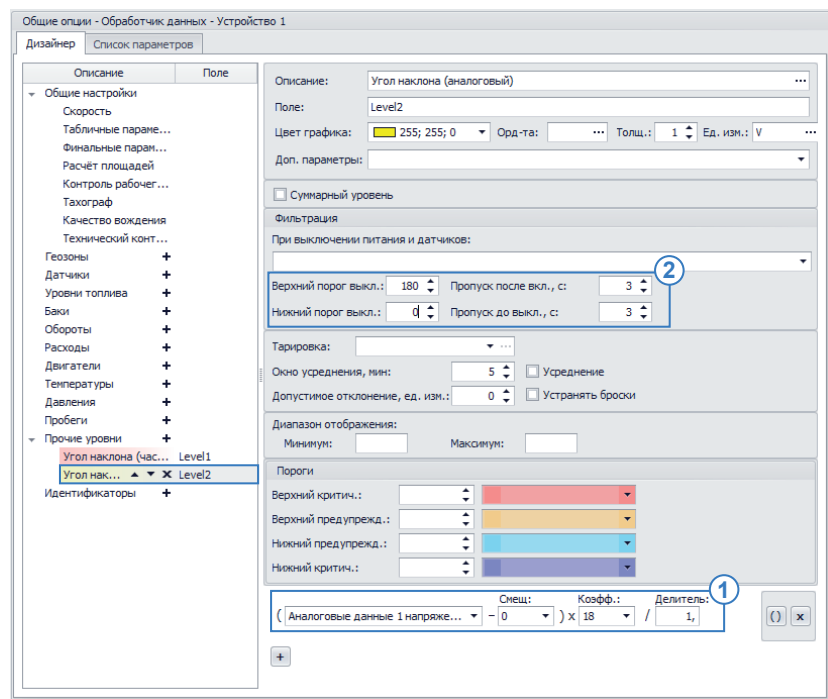 Общие опции - Обработчик данных - Устройство 1
Дизайнер Список параметров
Описание Поле
Общие настройки
Скорость
Табличные параме...
Финальные парам...
Расчёт площадей
Контроль рабочег...
Тахограф
Качество вождения
Технический конт...
Геозоны +
Датчики +
Уровни топлива +
Баки +
Обороты +
Расходы +
Двигатели +
Температуры +
Давления +
Пробеги +
Прочие уровни +
Угол наклона (час... Level1
Угол нак... Level2
Идентификаторы +
Описание: Угол наклона (аналоговый) ...
Поле: Level2
Цвет графика: 255; 255; 0 Орд-та: ... Толщ.: 1 Ед. изм.: V ...
Доп. параметры:
Суммарный уровень
Фильтрация
При выключении питания и датчиков:
2
Верхний порог выкл.: 180 Пропуск после вкл., с: 3
Нижний порог выкл.: 0 Пропуск до выкл., с: 3
Тарировка: ...
Окно усреднения, мин: 5 Усреднение
Допустимое отклонение, ед. изм.: 0 Устранять броски
Диапазон отображения:
Минимум: Максимум:
Пороги
Верхний критич.:
Верхний предупрежд.:
Нижний предупрежд.:
Нижний критич.:
1
Смещ.: Коэфф.: Делитель:
( Аналоговые данные 1 напряже... – 0 ) x 18 / 1,
() x
+